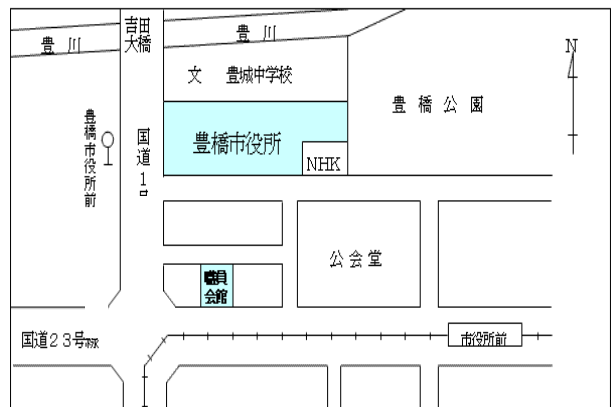 吉田
大橋
豊 川
豊 川
文 豊城中学校
豊橋公園
N
豊橋市役所前
国道1号
豊橋市役所
NHK
公会堂
職員
会館
国道23号線
市役所前